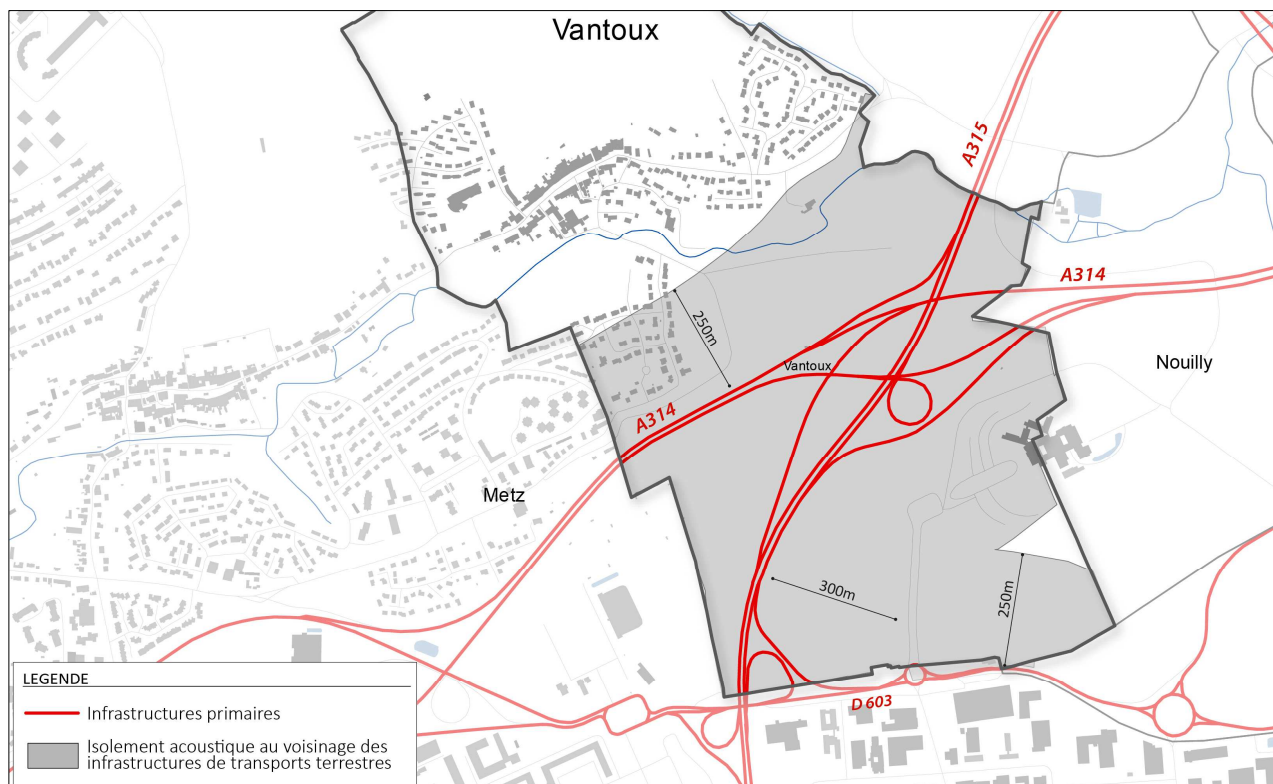 Vantoux
A315
A314
250m
Vantoux
Nouilly
A314
Metz
300m
250m
D 603
LEGENDE
Infrastructures primaires
Isolement acoustique au voisinage des
infrastructures de transports terrestres